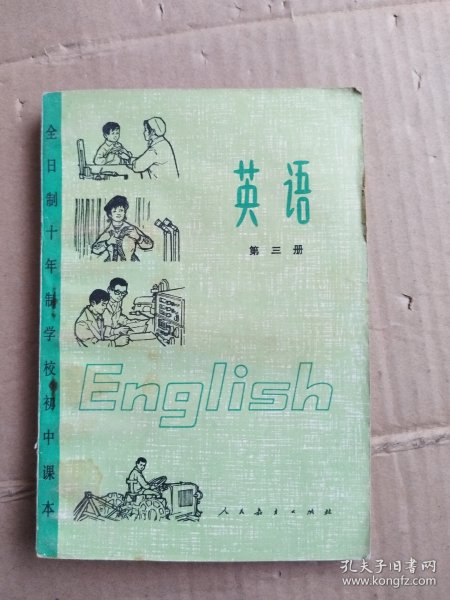 全日制十年制学校初中课本
英语
第三册
English
人民教育出版社
孔夫子旧书网
www.kongfz.com